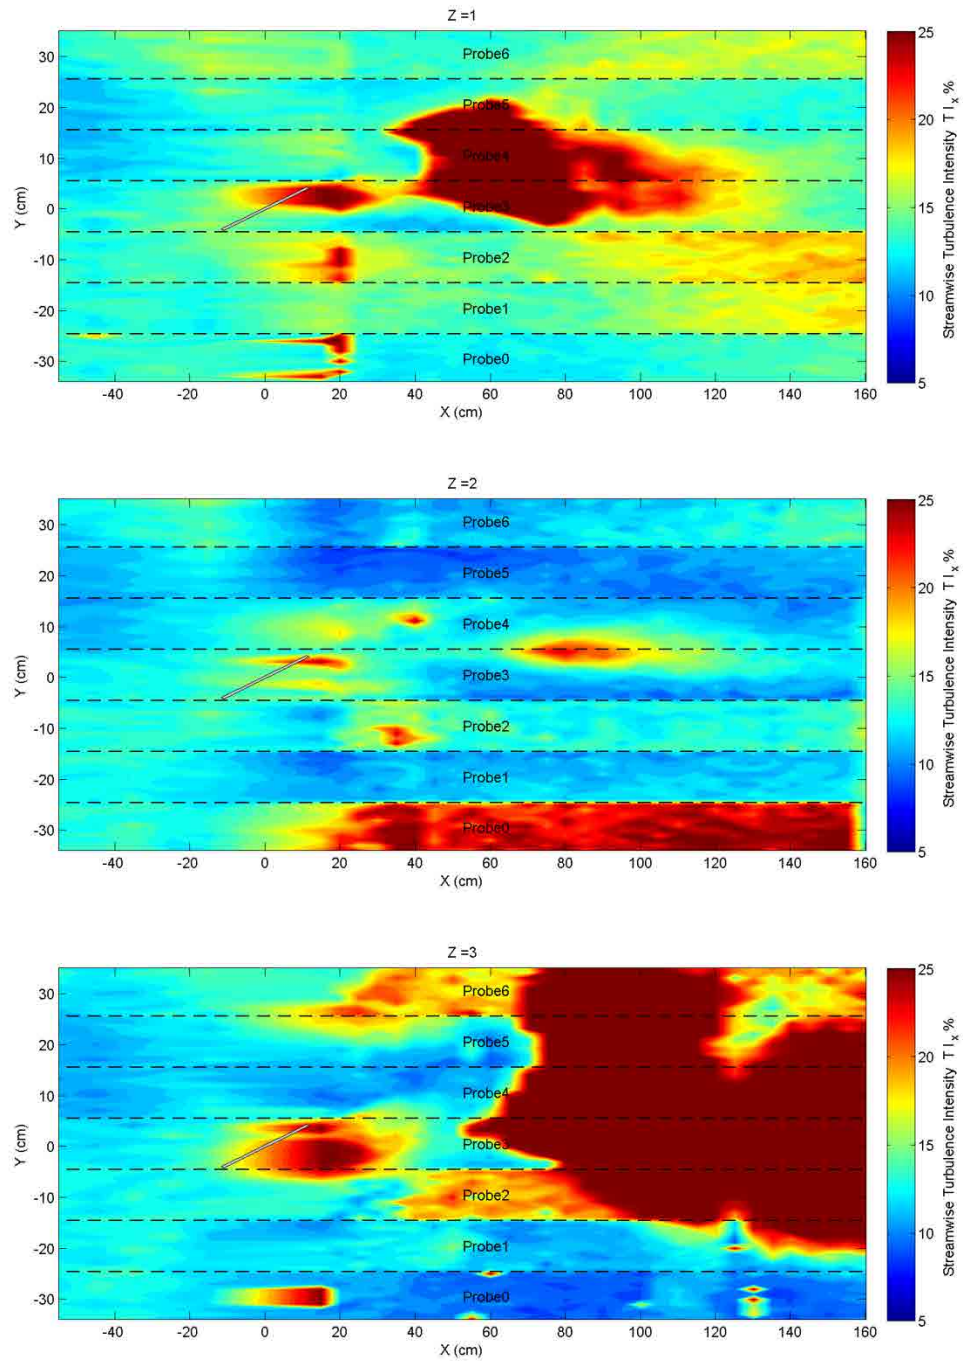 Z =1
Probe6
Probe5
Probe4
Probe3
Probe2
Probe1
Probe0
30
20
10
0
-10
-20
-30
Y (cm)
-40 -20 0 20 40 60 80 100 120 140 160
X (cm)
25
20
15
10
5
Streamwise Turbulence Intensity T I x %
Z =2
Probe6
Probe5
Probe4
Probe3
Probe2
Probe1
Probe0
30
20
10
0
-10
-20
-30
Y (cm)
-40 -20 0 20 40 60 80 100 120 140 160
X (cm)
25
20
15
10
5
Streamwise Turbulence Intensity T I x %
Z =3
Probe6
Probe5
Probe4
Probe3
Probe2
Probe1
Probe0
30
20
10
0
-10
-20
-30
Y (cm)
-40 -20 0 20 40 60 80 100 120 140 160
X (cm)
25
20
15
10
5
Streamwise Turbulence Intensity T I x %